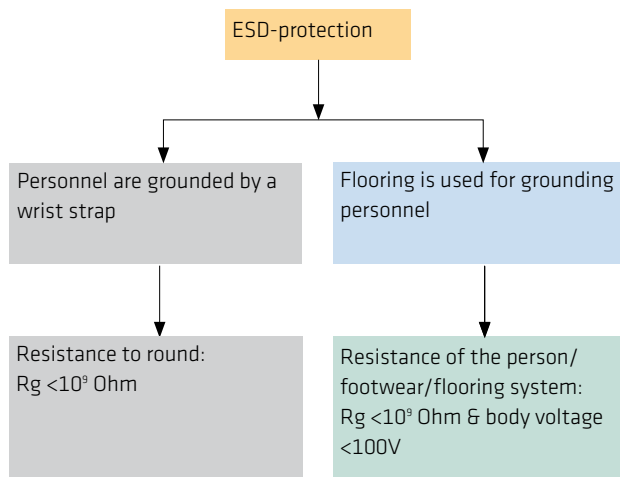 ESD-protection
Personnel are grounded by a
wrist strap
Flooring is used for grounding
personnel
Resistance to round:
Rg <10⁹ Ohm
Resistance of the person/
footwear/flooring system:
Rg <10⁹ Ohm & body voltage
<100V